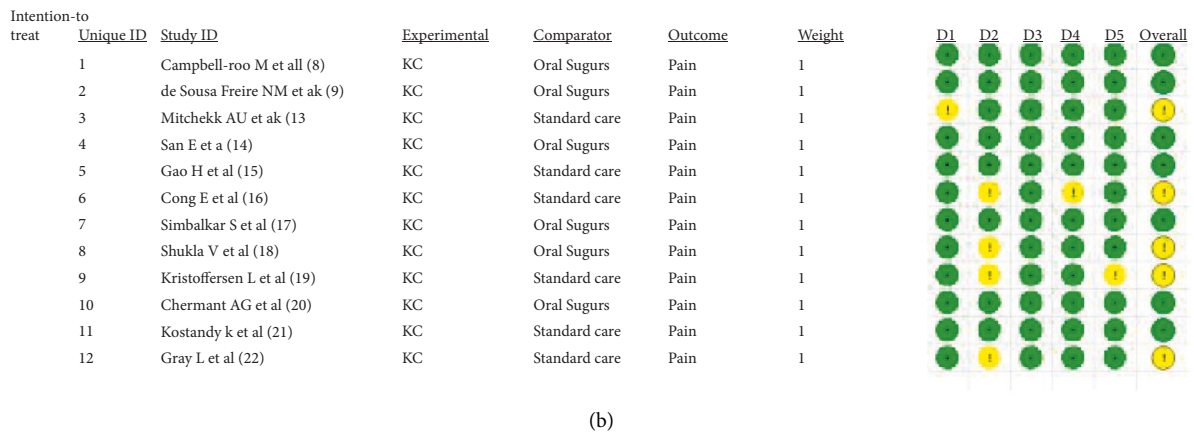 Intention-to
treat Unique ID Study ID Experimental Comparator Outcome Weight D1 D2 D3 D4 D5 Overall
1 Campbell-roo M et all (8) KC Oral Sugurs Pain 1 + + + + + +
2 de Sousa Freire NM et ak (9) KC Oral Sugurs Pain 1 + + + + + +
3 Mitchekk AU et ak (13 KC Standard care Pain 1 ! + + + + !
4 San E et a (14) KC Oral Sugurs Pain 1 + + + + + +
5 Gao H et al (15) KC Standard care Pain 1 + + + + + +
6 Cong E et al (16) KC Standard care Pain 1 + ! + ! + !
7 Simbalkar S et al (17) KC Oral Sugurs Pain 1 + + + + + +
8 Shukla V et al (18) KC Oral Sugurs Pain 1 + ! + + + !
9 Kristoffersen L et al (19) KC Standard care Pain 1 + ! + + ! !
10 Chermant AG et al (20) KC Oral Sugurs Pain 1 + + + + + +
11 Kostandy k et al (21) KC Standard care Pain 1 + + + + + +
12 Gray L et al (22) KC Standard care Pain 1 + ! + + + !
(b)